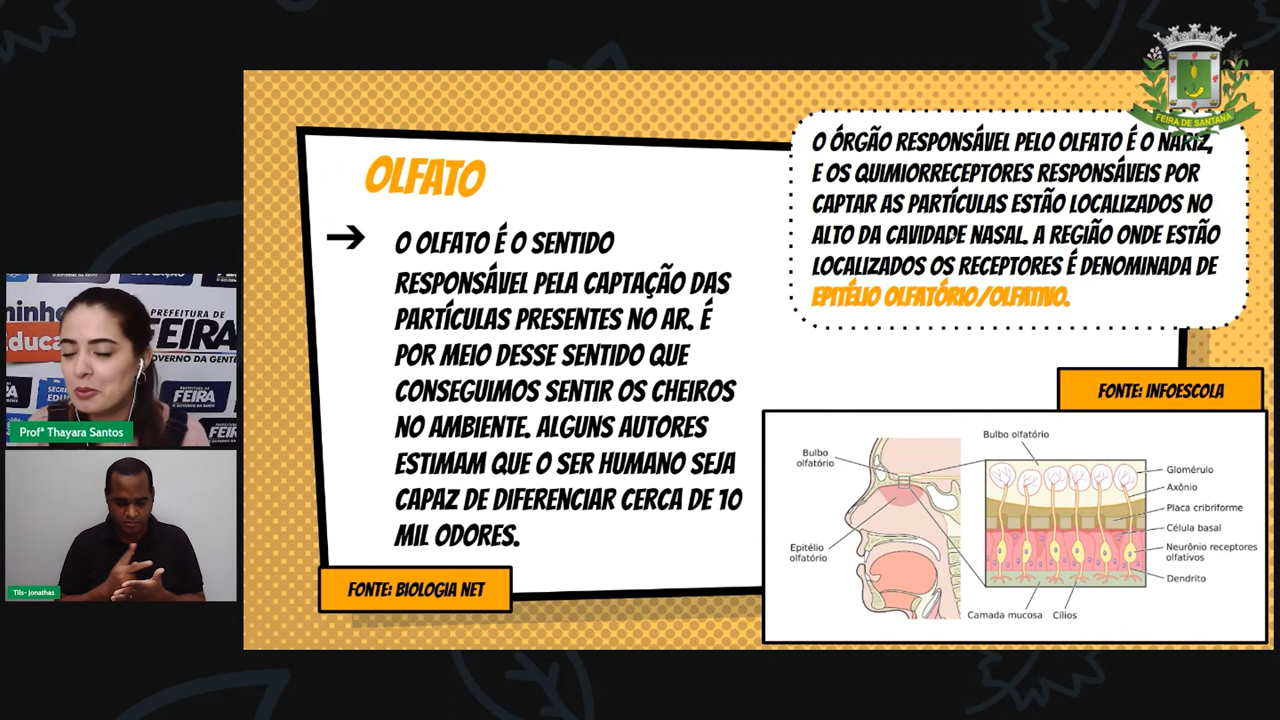 FEIRA DE SANTANA
OLFATO
O OLFATO É O SENTIDO
RESPONSÁVEL PELA CAPTAÇÃO DAS
PARTÍCULAS PRESENTES NO AR. É
POR MEIO DESSE SENTIDO QUE
CONSEGUIMOS SENTIR OS CHEIROS
NO AMBIENTE. ALGUNS AUTORES
ESTIMAM QUE O SER HUMANO SEJA
CAPAZ DE DIFERENCIAR CERCA DE 10
MIL ODORES.
FONTE: BIOLOGIA NET
O ÓRGÃO RESPONSÁVEL PELO OLFATO É O NARIZ,
E OS QUIMIORRECEPTORES RESPONSÁVEIS POR
CAPTAR AS PARTÍCULAS ESTÃO LOCALIZADOS NO
ALTO DA CAVIDADE NASAL. A REGIÃO ONDE ESTÃO
LOCALIZADOS OS RECEPTORES É DENOMINADA DE
EPITÉLIO OLFATÓRIO/OLFATIVO.
FONTE: INFOESCOLA
Bulbo olfatório
Bulbo
olfatório
Epitélio
olfatório
Glomérulo
Axônio
Placa cribriforme
Célula basal
Neurônio receptores
olfativos
Dendrito
Camada mucosa
Cílios
PREFEITURA DE
FEIRA
GOVERNO DA GENTE
FEIRA
Profª Thayara Santos
Tils- Jonathas